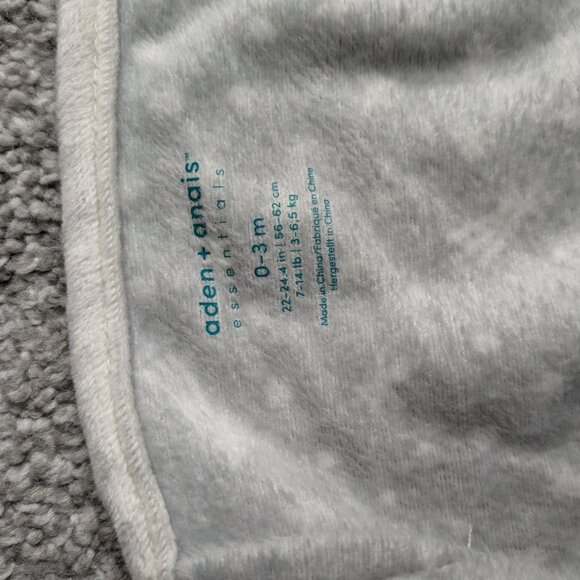 aden + anais™
essentials
0-3 m
22-24.4 in | 56-62 cm
7-14 lb | 3-6,5 kg
Made in China/Fabriqué en Chine
Hergestellt in China